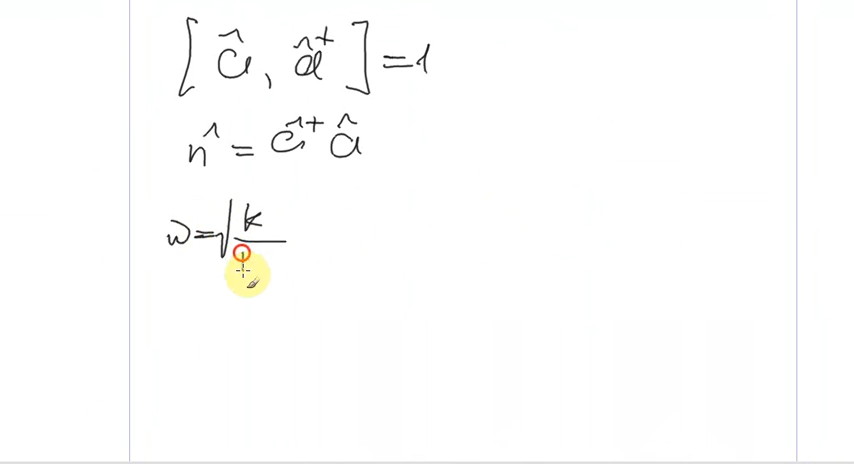 [â, â⁺] = 1
n̂ = â⁺ â
ω = √k